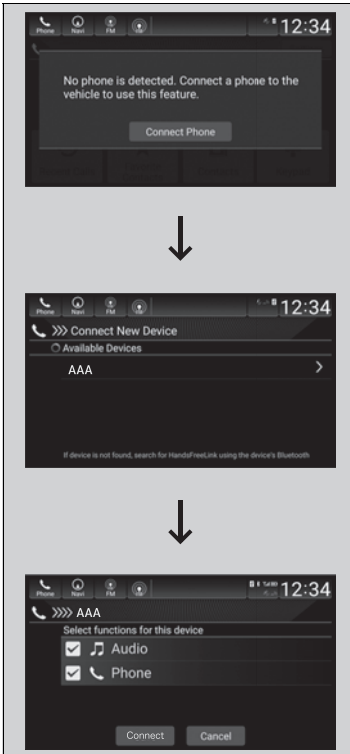 Phone Navi FM 12:34
No phone is detected. Connect a phone to the
vehicle to use this feature.
Connect Phone
Phone Navi FM 12:34
Connect New Device
Available Devices
AAA
If device is not found, search for HandsFreeLink using the device's Bluetooth
Phone Navi FM 12:34
AAA
Select functions for this device
Audio
Phone
Connect Cancel